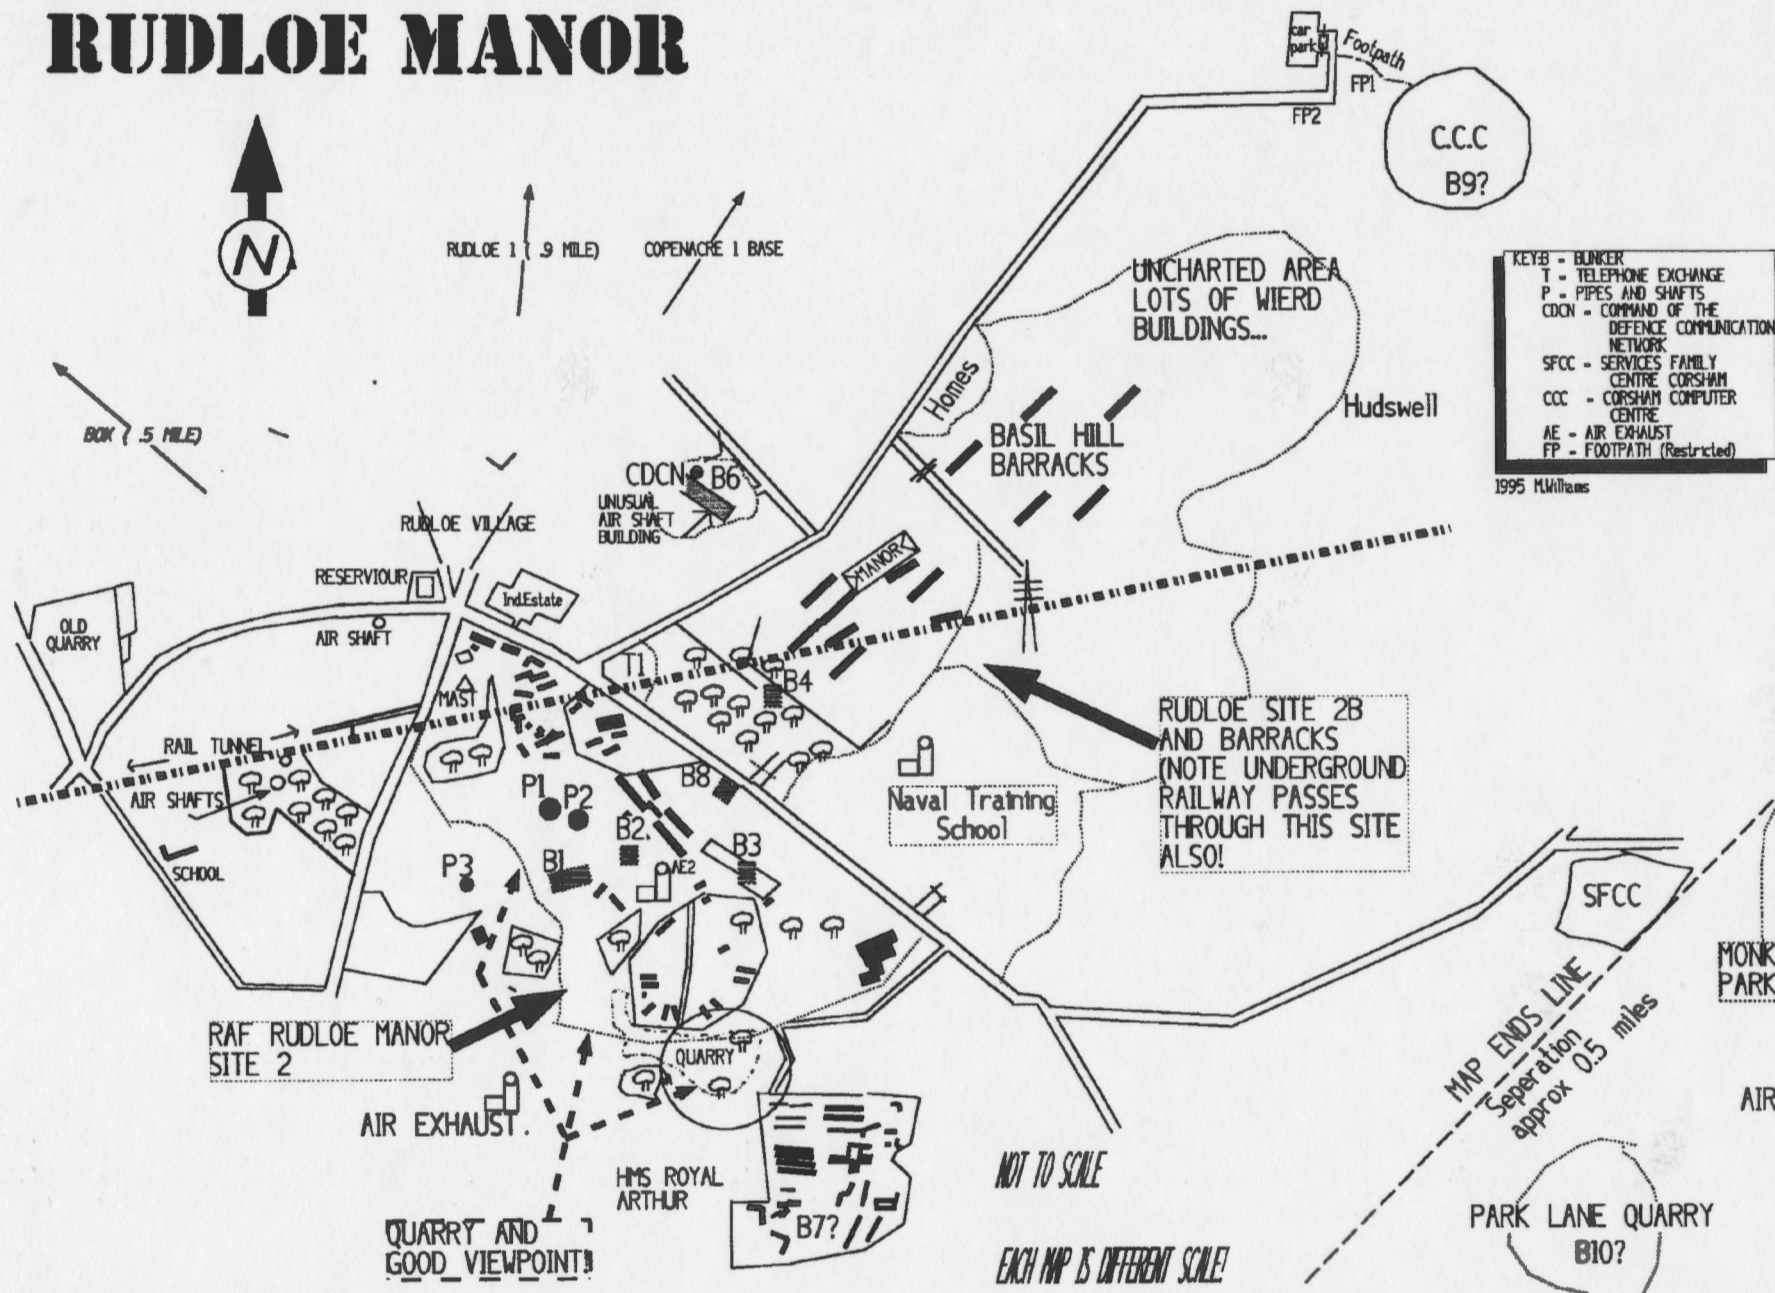 RUDLOE MANOR
N
car
park
Footpath
FP1
FP2
C.C.C
B9?
RUDLOE 1 ( .9 MILE)
COPENACRE 1 BASE
BOX ( .5 MILE)
UNCHARTED AREA
LOTS OF WIERD
BUILDINGS...
KEY:B - BUNKER
T - TELEPHONE EXCHANGE
P - PIPES AND SHAFTS
CDCN - COMMAND OF THE
DEFENCE COMMUNICATION
NETWORK
SFCC - SERVICES FAMILY
CENTRE CORSHAM
CCC - CORSHAM COMPUTER
CENTRE
AE - AIR EXHAUST
FP - FOOTPATH (Restricted)
1995 M.Williams
Homes
Hudswell
BASIL HILL
BARRACKS
CDCN
B6
UNUSUAL
AIR SHAFT
BUILDING
RUDLOE VILLAGE
RESERVIOUR
Ind.Estate
MANOR
OLD
QUARRY
AIR SHAFT
T1
B4
MAST
RAIL TUNNEL
AIR SHAFTS
SCHOOL
P1
P2
P3
B8
B2.
B1
B3
AE2
Naval Training
School
RUDLOE SITE 2B
AND BARRACKS
(NOTE UNDERGROUND
RAILWAY PASSES
THROUGH THIS SITE
ALSO!
SFCC
MONK
PARK
RAF RUDLOE MANOR
SITE 2
QUARRY
AIR EXHAUST.
HMS ROYAL
ARTHUR
B7?
QUARRY AND
GOOD VIEWPOINT!
NOT TO SCALE
EACH MAP IS DIFFERENT SCALE!
MAP ENDS LINE
Seperation
approx 0.5 miles
AIR
PARK LANE QUARRY
B10?